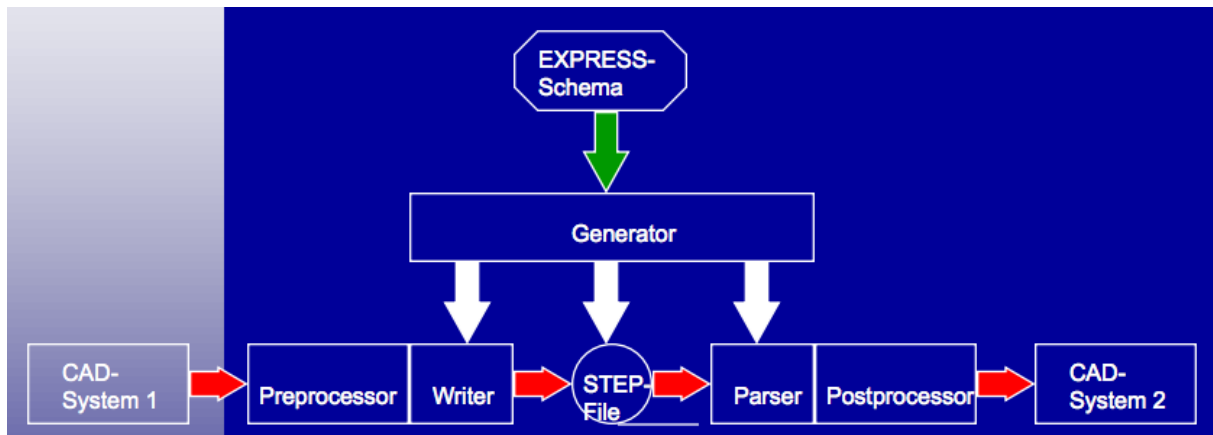 EXPRESS-
Schema
Generator
CAD-
System 1
Preprocessor
Writer
STEP-
File
Parser
Postprocessor
CAD-
System 2